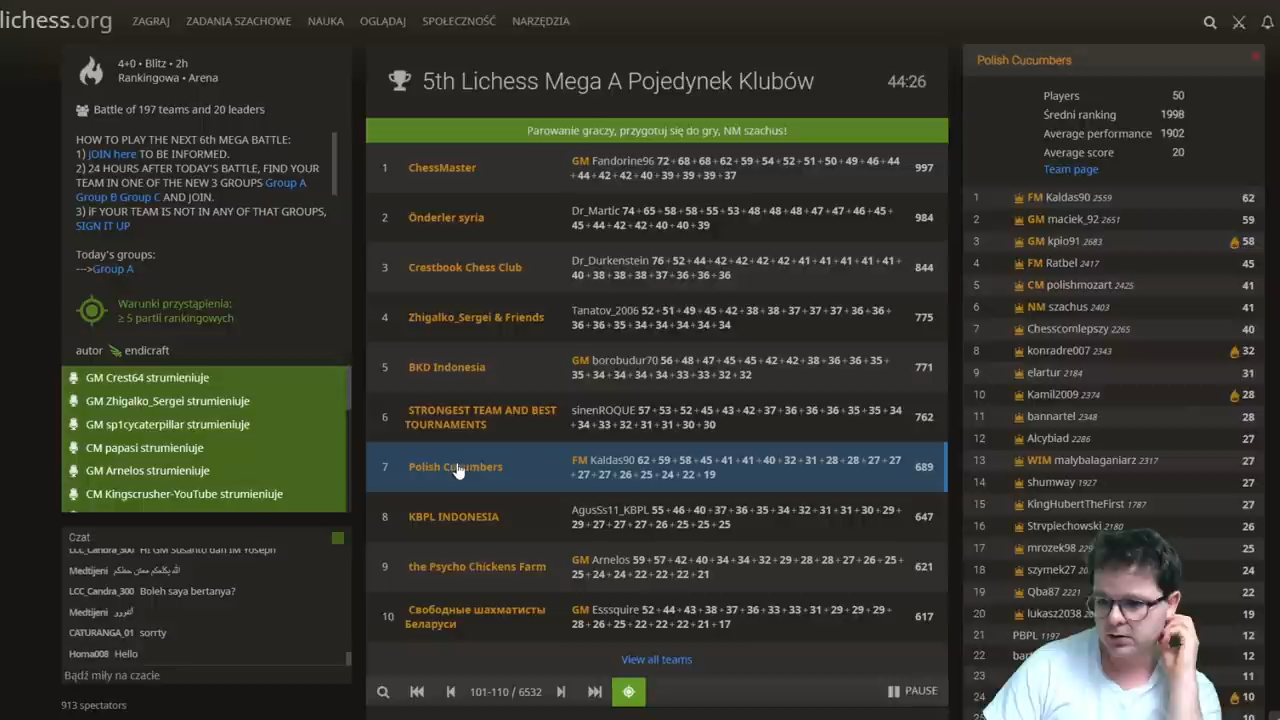 lichess.org ZAGRAJ ZADANIA SZACHOWE NAUKA OGLĄDAJ SPOŁECZNOŚĆ NARZĘDZIA
4+0 • Blitz • 2h
Rankingowa • Arena
Battle of 197 teams and 20 leaders
HOW TO PLAY THE NEXT 6th MEGA BATTLE:
1) JOIN here TO BE INFORMED.
2) 24 HOURS AFTER TODAY'S BATTLE, FIND YOUR
TEAM IN ONE OF THE NEW 3 GROUPS Group A
Group B Group C AND JOIN.
3) iF YOUR TEAM IS NOT IN ANY OF THAT GROUPS,
SIGN IT UP
Today's groups:
--->Group A
Warunki przystąpienia:
≥ 5 partii rankingowych
autor endicraft
GM Crest64 strumieniuje
GM Zhigalko_Sergei strumieniuje
GM sp1cycaterpillar strumieniuje
CM papasi strumieniuje
GM Arnelos strumieniuje
CM Kingscrusher-YouTube strumieniuje
Czat
LCC_Candra_300 Hi GM Susanto dan IM Yoseph
Medtijeni
LCC_Candra_300 Boleh saya bertanya?
Medtijeni
CATURANGA_01 sorrty
Horna008 Hello
Bądź miły na czacie
913 spectators
5th Lichess Mega A Pojedynek Klubów 44:26
Parowanie graczy, przygotuj się do gry, NM szachus!
1 ChessMaster GM Fandorine96 72+68+68+62+59+54+52+51+50+49+46+44
+44+42+42+40+39+39+39+37 997
2 Önderler syria Dr_Martic 74+65+58+58+55+53+48+48+48+47+47+46+45+
45+44+42+42+40+40+39 984
3 Crestbook Chess Club Dr_Durkenstein 76+52+44+42+42+42+42+41+41+41+41+41+
40+38+38+38+37+36+36+36 844
4 Zhigalko_Sergei & Friends Tanatov_2006 52+51+49+45+42+38+38+37+37+37+36+36+
36+36+35+34+34+34+34+34 775
5 BKD Indonesia GM borobudur70 56+48+47+45+45+42+42+38+36+36+35+
35+34+34+34+34+33+33+32+32 771
6 STRONGEST TEAM AND BEST
TOURNAMENTS sinenROQUE 57+53+52+45+43+42+37+36+36+36+35+35+34
+34+33+32+31+31+30+30 762
7 Polish Cucumbers FM Kaldas90 62+59+58+45+41+41+40+32+31+28+28+27+27
+27+27+26+25+24+22+19 689
8 KBPL INDONESIA AgusSs11_KBPL 55+46+40+37+36+35+34+32+31+31+30+29
+29+27+27+27+26+25+25+25 647
9 the Psycho Chickens Farm GM Arnelos 59+57+42+40+34+34+32+29+28+28+27+26+25+
25+24+24+22+22+22+21 621
10 Свободные шахматисты
Беларуси GM Esssquire 52+44+43+38+37+36+33+33+31+29+29+29+
28+26+25+22+22+22+21+17 617
View all teams
101-110 / 6532 PAUSE
Polish Cucumbers
Players 50
Średni ranking 1998
Average performance 1902
Average score 20
Team page
1 FM Kaldas90 2559 62
2 GM maciek_92 2651 59
3 GM kpio91 2683 58
4 FM Ratbel 2417 45
5 CM polishmozart 2425 41
6 NM szachus 2403 41
7 Chesscomlepszy 2265 40
8 konradre007 2343 32
9 elartur 2184 31
10 Kamil2009 2374 28
11 bannartel 2348 28
12 Alcybiad 2286 27
13 WIM malybalaganiarz 2317 27
14 shumway 1927 27
15 KingHubertTheFirst 1787 27
16 Strvpiechowski 2180 26
17 mrozek98 25
18 szymek27 24
19 Qba87 2221 22
20 lukasz2038 19
21 PBPL 1197 12
22 12
23 11
24 10